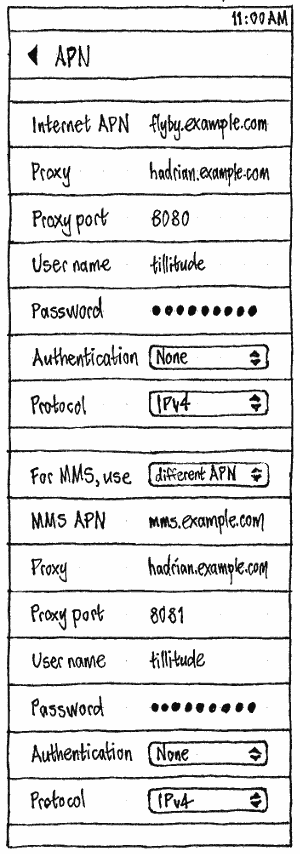 11:00AM
APN
Internet APN flyby.example.com
Proxy hadrian.example.com
Proxy port 8080
User name tillitude
Password ●●●●●●●●●
Authentication None
Protocol IPv4
For MMS, use different APN
MMS APN mms.example.com
Proxy hadrian.example.com
Proxy port 8081
User name tillitude
Password ●●●●●●●●●
Authentication None
Protocol IPv4